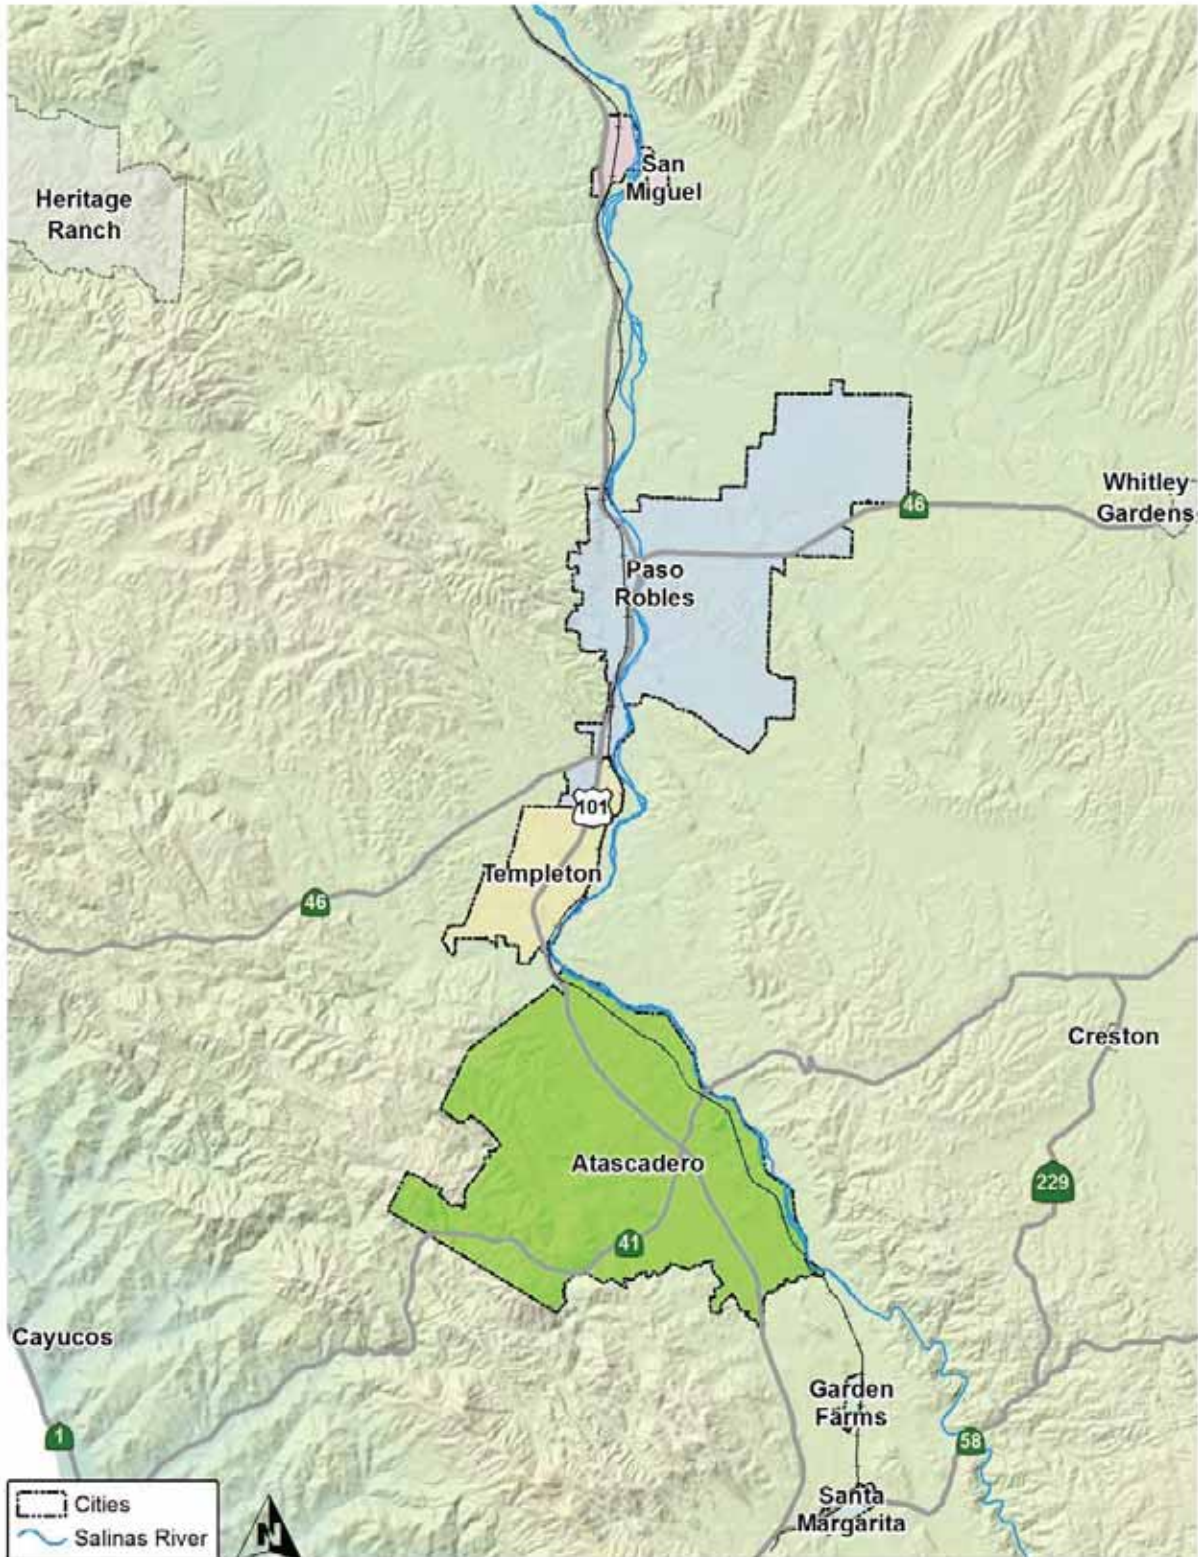 San
Miguel
Heritage
Ranch
Whitley
Gardens
46
Paso
Robles
101
Templeton
46
Creston
Atascadero
229
41
Cayucos
Garden
Farms
1
58
Santa
Margarita
Cities
Salinas River
N